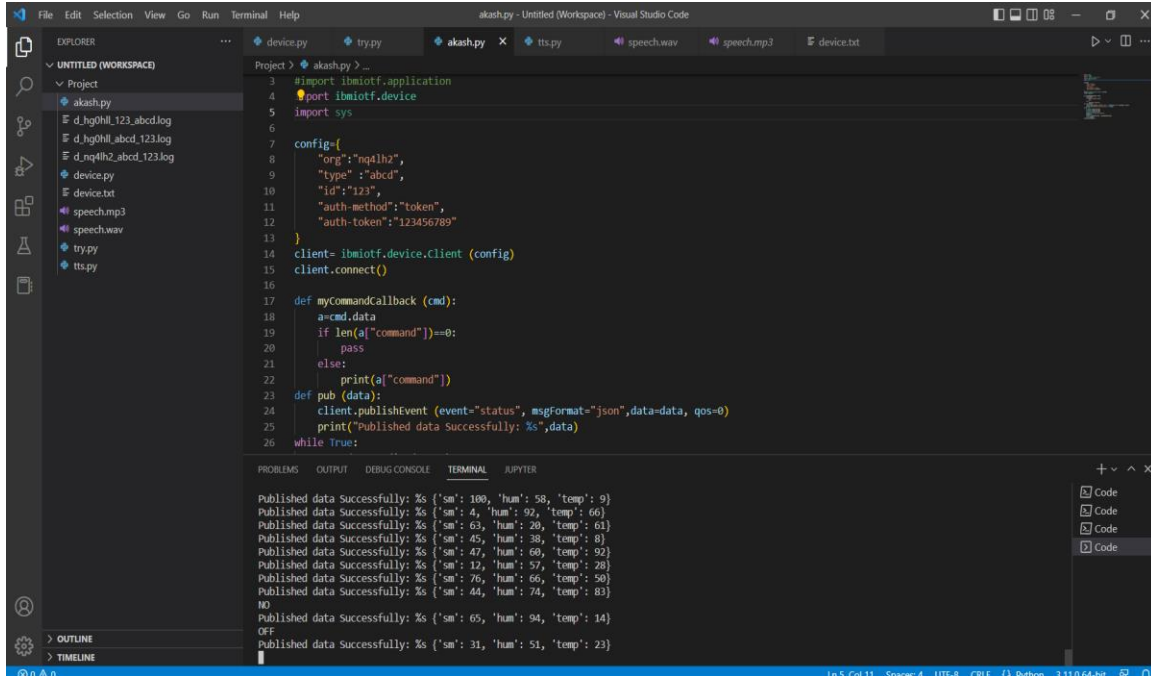 File Edit Selection View Go Run Terminal Help
akash.py - Untitled (Workspace) - Visual Studio Code
EXPLORER
UNTITLED (WORKSPACE)
Project
akash.py
d_hg0hll_123_abcd.log
d_hg0hll_abcd_123.log
d_nq4lh2_abcd_123.log
device.py
device.txt
speech.mp3
speech.wav
try.py
tts.py
OUTLINE
TIMELINE
device.py try.py akash.py tts.py speech.wav speech.mp3 device.txt
Project > akash.py > ...
3 #import ibmiotf.application
4 port ibmiotf.device
5 import sys
6
7 config={
8 "org":"nq4lh2",
9 "type" :"abcd",
10 "id":"123",
11 "auth-method":"token",
12 "auth-token":"123456789"
13 }
14 client= ibmiotf.device.Client (config)
15 client.connect()
16
17 def myCommandCallback (cmd):
18 a=cmd.data
19 if len(a["command"])==0:
20 pass
21 else:
22 print(a["command"])
23 def pub (data):
24 client.publishEvent (event="status", msgFormat="json",data=data, qos=0)
25 print("Published data Successfully: %s",data)
26 while True:
PROBLEMS OUTPUT DEBUG CONSOLE TERMINAL JUPYTER
Published data Successfully: %s {'sm': 100, 'hum': 58, 'temp': 9}
Published data Successfully: %s {'sm': 4, 'hum': 92, 'temp': 66}
Published data Successfully: %s {'sm': 63, 'hum': 20, 'temp': 61}
Published data Successfully: %s {'sm': 45, 'hum': 38, 'temp': 8}
Published data Successfully: %s {'sm': 47, 'hum': 60, 'temp': 92}
Published data Successfully: %s {'sm': 12, 'hum': 57, 'temp': 28}
Published data Successfully: %s {'sm': 76, 'hum': 66, 'temp': 50}
Published data Successfully: %s {'sm': 44, 'hum': 74, 'temp': 83}
NO
Published data Successfully: %s {'sm': 65, 'hum': 94, 'temp': 14}
OFF
Published data Successfully: %s {'sm': 31, 'hum': 51, 'temp': 23}
Code
Code
Code
Code
0 0 Ln 5, Col 11 Spaces: 4 UTF-8 CRLF {} Python 3.11.0 64-bit